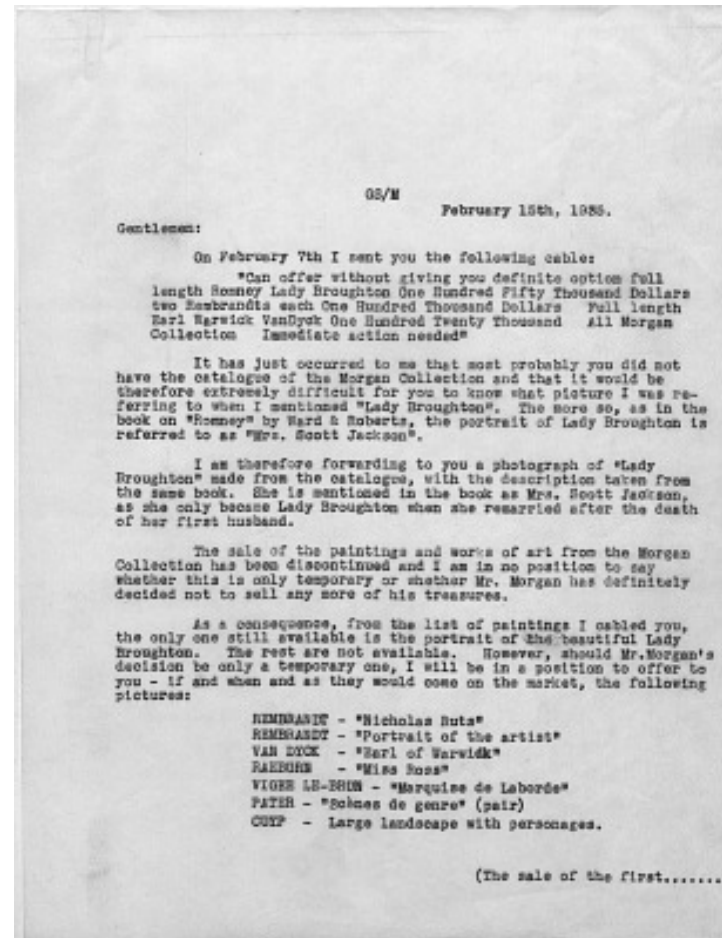 GS/M
February 15th, 1935.
Gentlemen:
On February 7th I sent you the following cable:
"Can offer without giving you definite option full
length Romney Lady Broughton One Hundred Fifty Thousand Dollars
two Rembrandts each One Hundred Thousand Dollars Full length
Earl Warwick VanDyck One Hundred Twenty Thousand All Morgan
Collection Immediate action needed"
It has just occurred to me that most probably you did not
have the catalogue of the Morgan Collection and that it would be
therefore extremely difficult for you to know what picture I was re-
ferring to when I mentioned "Lady Broughton". The more so, as in the
book on "Romney" by Ward & Roberts, the portrait of Lady Broughton is
referred to as "Mrs. Scott Jackson".
I am therefore forwarding to you a photograph of "Lady
Broughton" made from the catalogue, with the description taken from
the same book. She is mentioned in the book as Mrs. Scott Jackson,
as she only became Lady Broughton when she remarried after the death
of her first husband.
The sale of the paintings and works of art from the Morgan
Collection has been discontinued and I am in no position to say
whether this is only temporary or whether Mr. Morgan has definitely
decided not to sell any more of his treasures.
As a consequence, from the list of paintings I cabled you,
the only one still available is the portrait of the beautiful Lady
Broughton. The rest are not available. However, should Mr.Morgan's
decision be only a temporary one, I will be in a position to offer to
you - if and when and as they would come on the market, the following
pictures:
REMBRANDT - "Nicholas Ruts"
REMBRANDT - "Portrait of the artist"
VAN DYCK - "Earl of Warwidk"
RAEBURN - "Miss Ross"
VIGEE LE-BRUN - "Marquise de Laborde"
PATER - "Scènes de genre" (pair)
CUYP - Large landscape with personages.
(The sale of the first.......